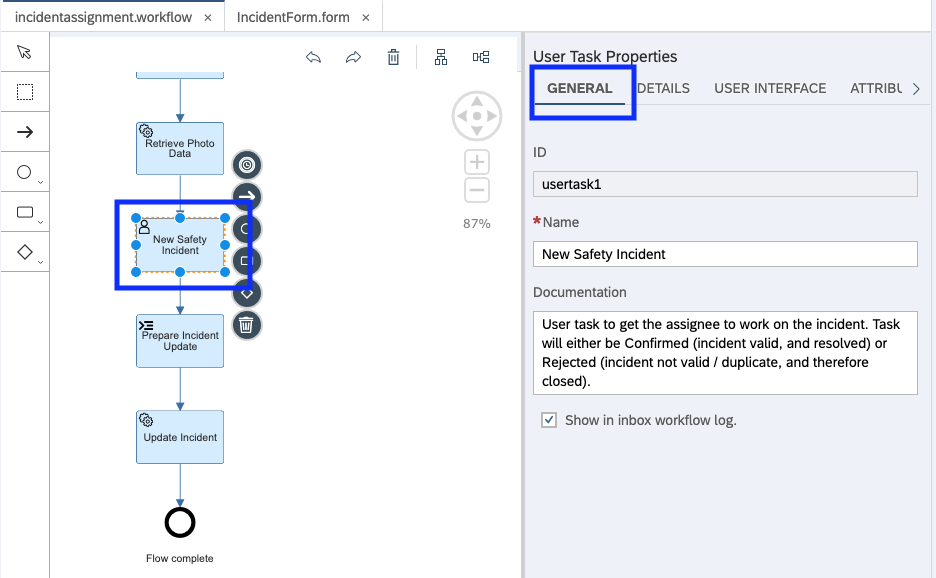 incidentassignment.workflow ×
IncidentForm.form ×
Retrieve Photo
Data
New Safety
Incident
Prepare Incident
Update
Update Incident
Flow complete
87%
User Task Properties
GENERAL
DETAILS
USER INTERFACE
ATTRIBU
ID
usertask1
*Name
New Safety Incident
Documentation
User task to get the assignee to work on the incident. Task
will either be Confirmed (incident valid, and resolved) or
Rejected (incident not valid / duplicate, and therefore
closed).
Show in inbox workflow log.